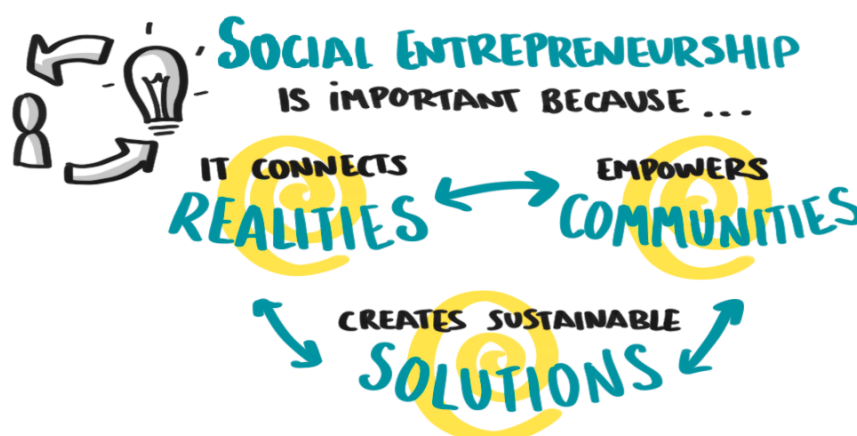 SOCIAL ENTREPRENEURSHIP
IS IMPORTANT BECAUSE ...
IT CONNECTS
REALITIES
EMPOWERS
COMMUNITIES
CREATES SUSTAINABLE
SOLUTIONS